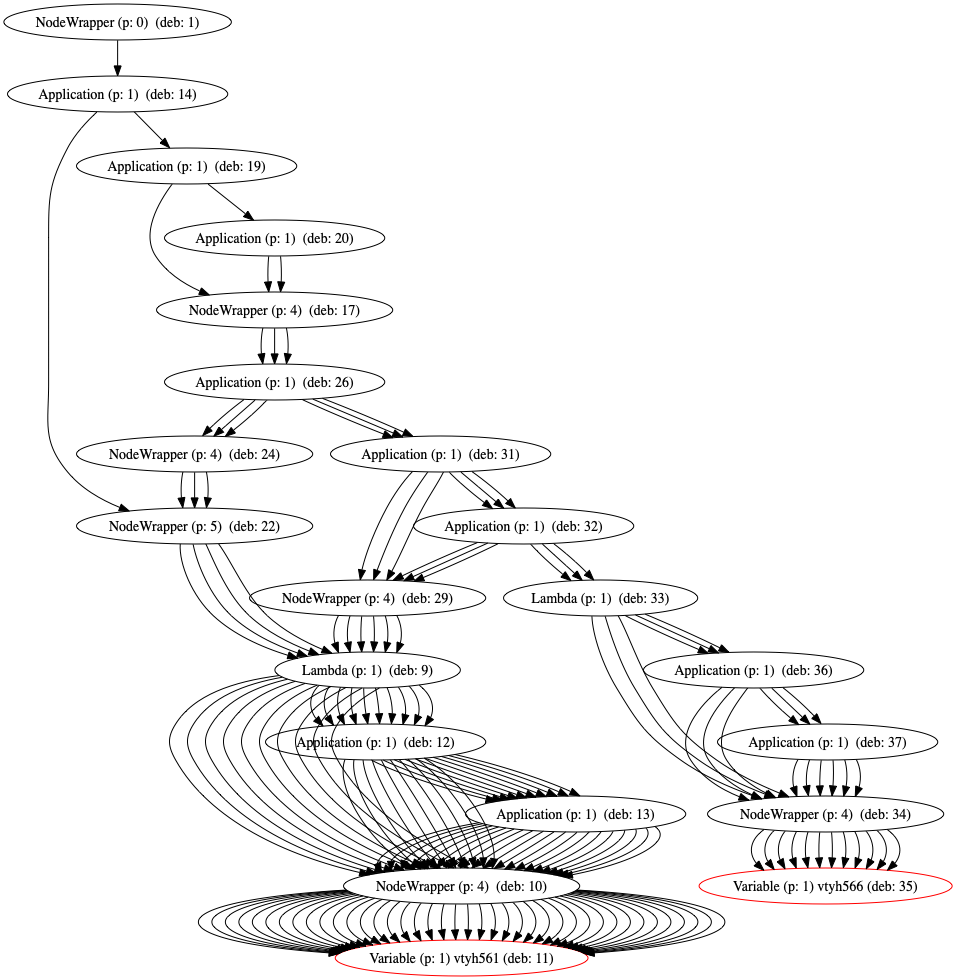 NodeWrapper (p: 0) (deb: 1)
Application (p: 1) (deb: 14)
Application (p: 1) (deb: 19)
Application (p: 1) (deb: 20)
NodeWrapper (p: 4) (deb: 17)
Application (p: 1) (deb: 26)
NodeWrapper (p: 4) (deb: 24)
Application (p: 1) (deb: 31)
NodeWrapper (p: 5) (deb: 22)
Application (p: 1) (deb: 32)
NodeWrapper (p: 4) (deb: 29)
Lambda (p: 1) (deb: 33)
Lambda (p: 1) (deb: 9)
Application (p: 1) (deb: 36)
Application (p: 1) (deb: 12)
Application (p: 1) (deb: 37)
Application (p: 1) (deb: 13)
NodeWrapper (p: 4) (deb: 34)
NodeWrapper (p: 4) (deb: 10)
Variable (p: 1) vtyh566 (deb: 35)
Variable (p: 1) vtyh561 (deb: 11)